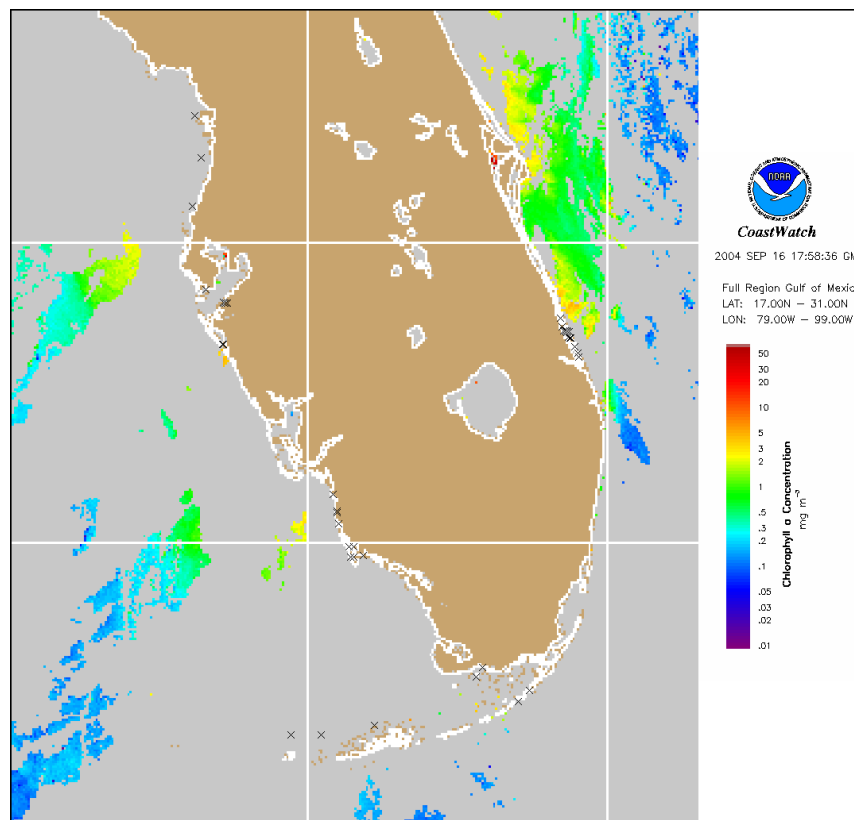 NOAA
CoastWatch
2004 SEP 16 17:58:36 GM
Full Region Gulf of Mexic
LAT: 17.00N – 31.00N
LON: 79.00W – 99.00W
50
30
20
10
5
3
2
1
.5
.3
.2
.1
.05
.03
.02
.01
Chlorophyll a Concentration
mg m⁻³